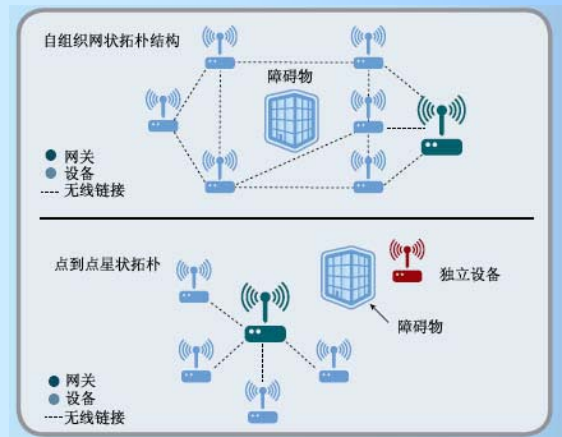 自组织网状拓朴结构
障碍物
网关
设备
无线链接
点到点星状拓朴
独立设备
障碍物
网关
设备
无线链接